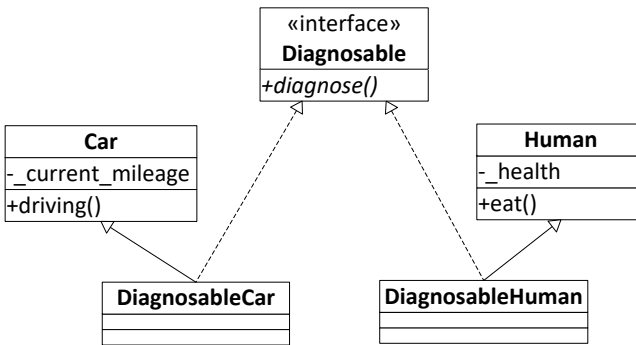 «interface»
Diagnosable
+diagnose()
Car
-_current_mileage
+driving()
Human
-_health
+eat()
DiagnosableCar
DiagnosableHuman